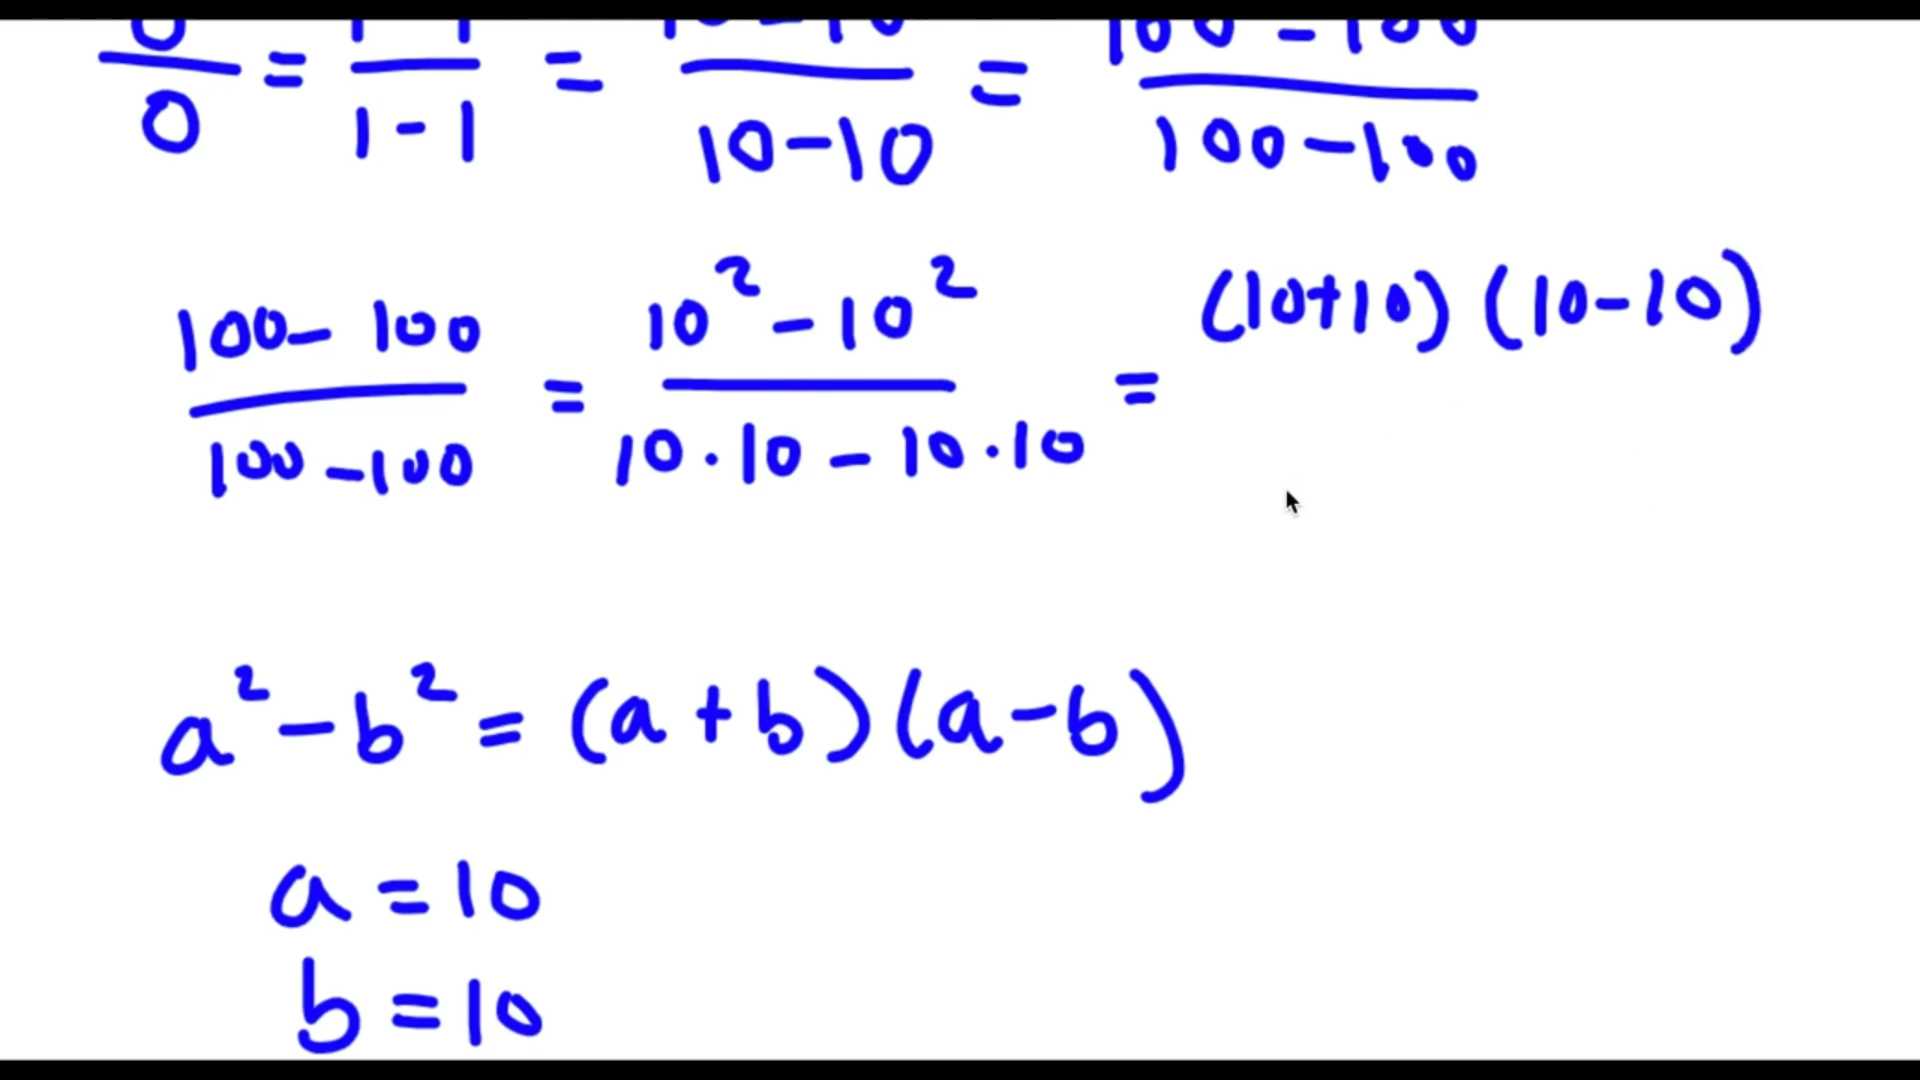 0/0 = 1-1/1-1 = 10-10/10-10 = 100-100/100-100
100-100/100-100 = 10²-10²/10·10-10·10 = (10+10)(10-10)
a²-b² = (a+b)(a-b)
a=10
b=10